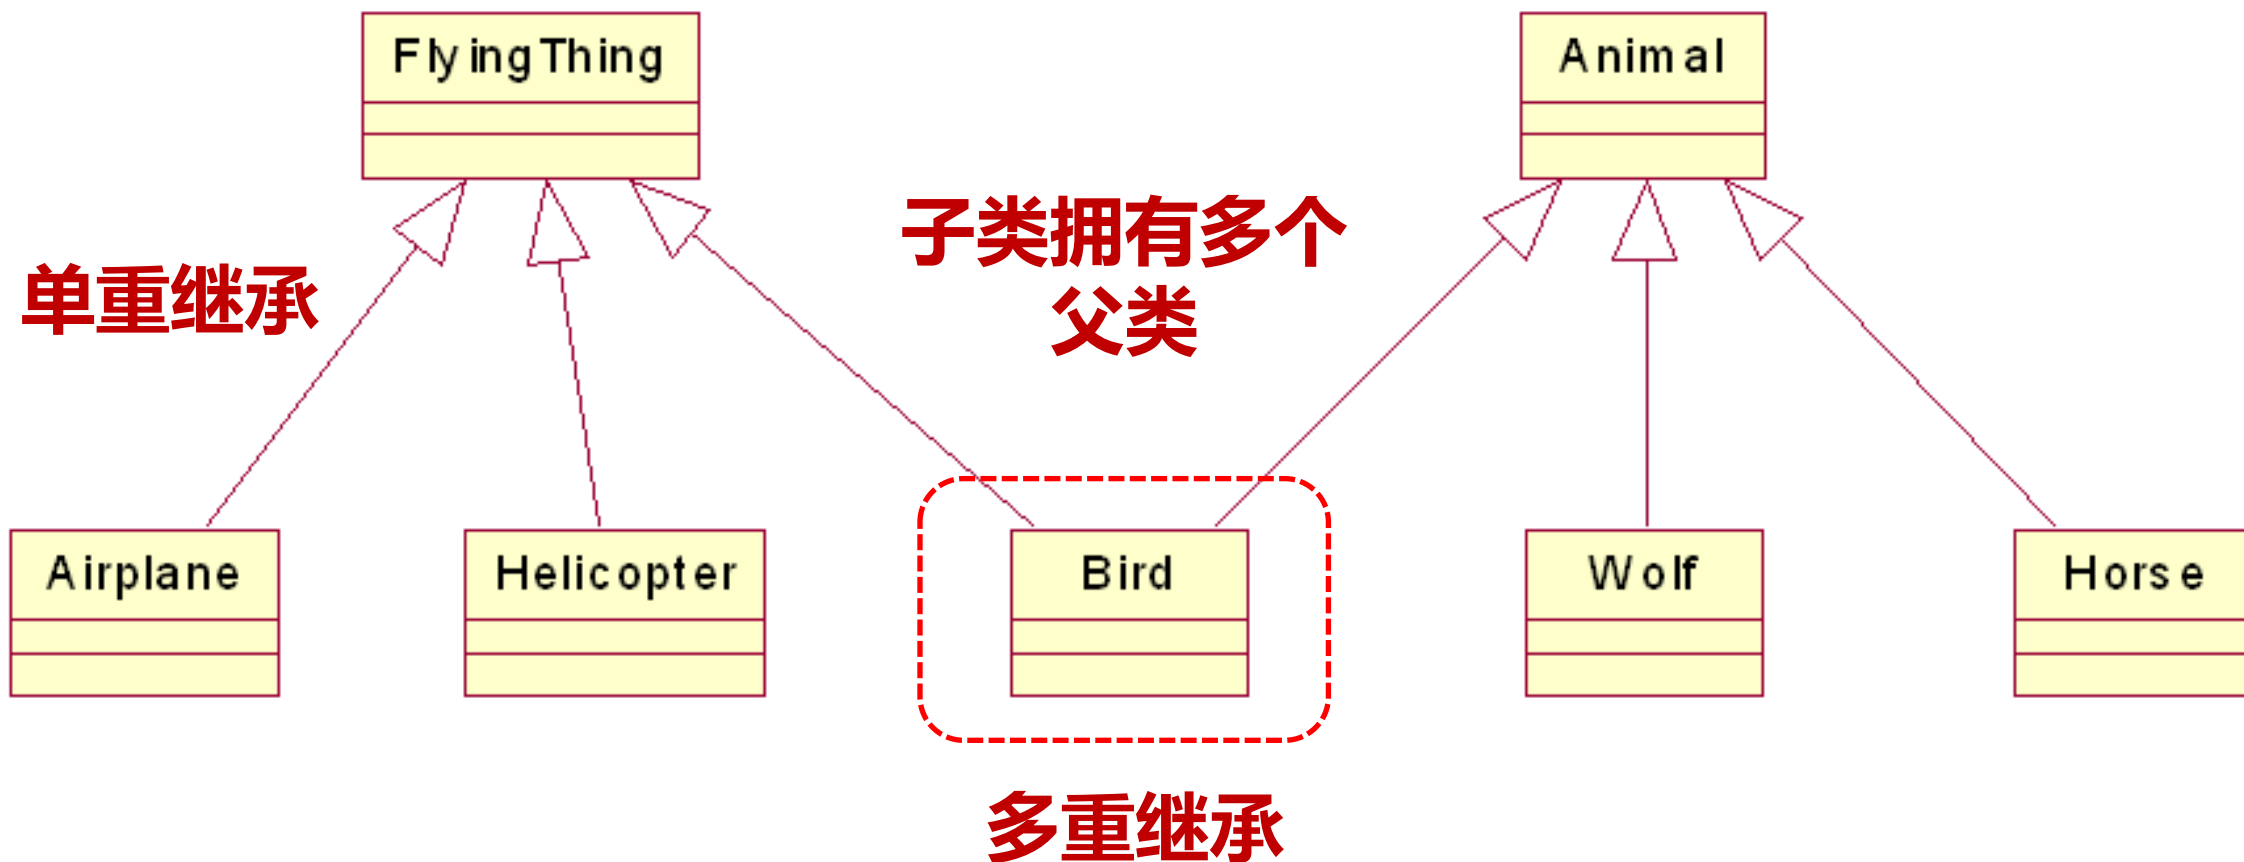 FlyingThing
Animal
单重继承
子类拥有多个
父类
Airplane
Helicopter
Bird
Wolf
Horse
多重继承